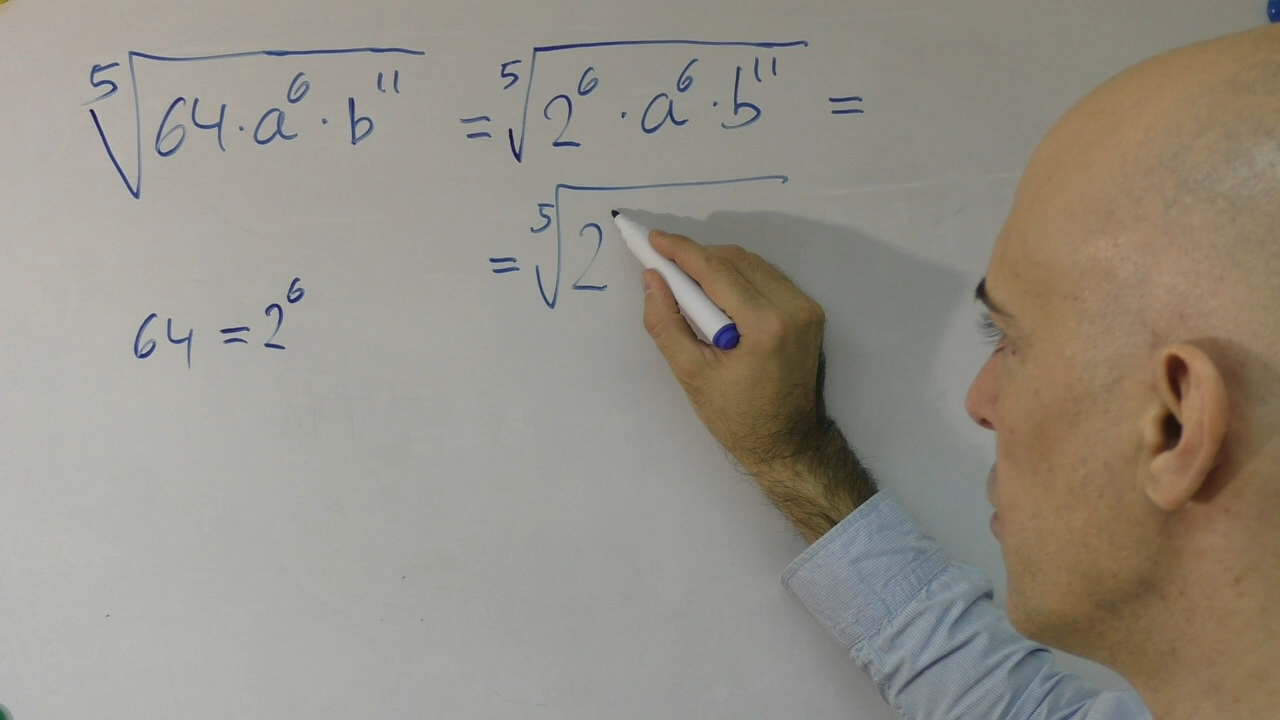 ⁵√(64·a⁶·b¹¹) = ⁵√(2⁶·a⁶·b¹¹) =
= ⁵√2
64 = 2⁶